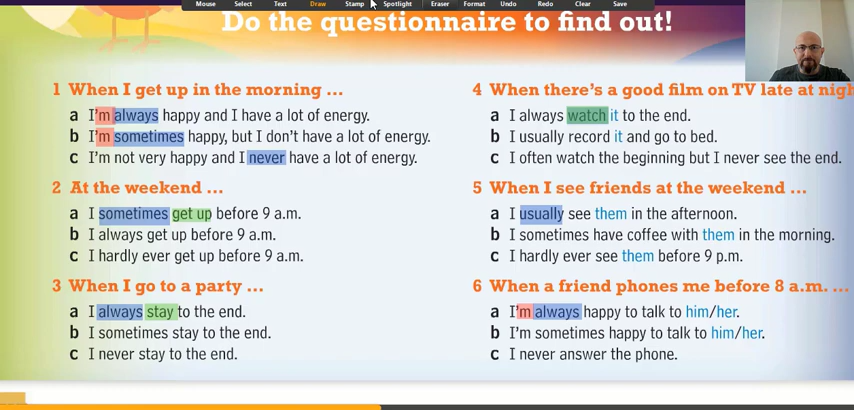 Mouse Select Text Draw Stamp Spotlight Eraser Format Undo Redo Clear Save
Do the questionnaire to find out!
1 When I get up in the morning ...
a I'm always happy and I have a lot of energy.
b I'm sometimes happy, but I don't have a lot of energy.
c I'm not very happy and I never have a lot of energy.
2 At the weekend ...
a I sometimes get up before 9 a.m.
b I always get up before 9 a.m.
c I hardly ever get up before 9 a.m.
3 When I go to a party ...
a I always stay to the end.
b I sometimes stay to the end.
c I never stay to the end.
4 When there's a good film on TV late at nigh
a I always watch it to the end.
b I usually record it and go to bed.
c I often watch the beginning but I never see the end.
5 When I see friends at the weekend ...
a I usually see them in the afternoon.
b I sometimes have coffee with them in the morning.
c I hardly ever see them before 9 p.m.
6 When a friend phones me before 8 a.m. ...
a I'm always happy to talk to him/her.
b I'm sometimes happy to talk to him/her.
c I never answer the phone.